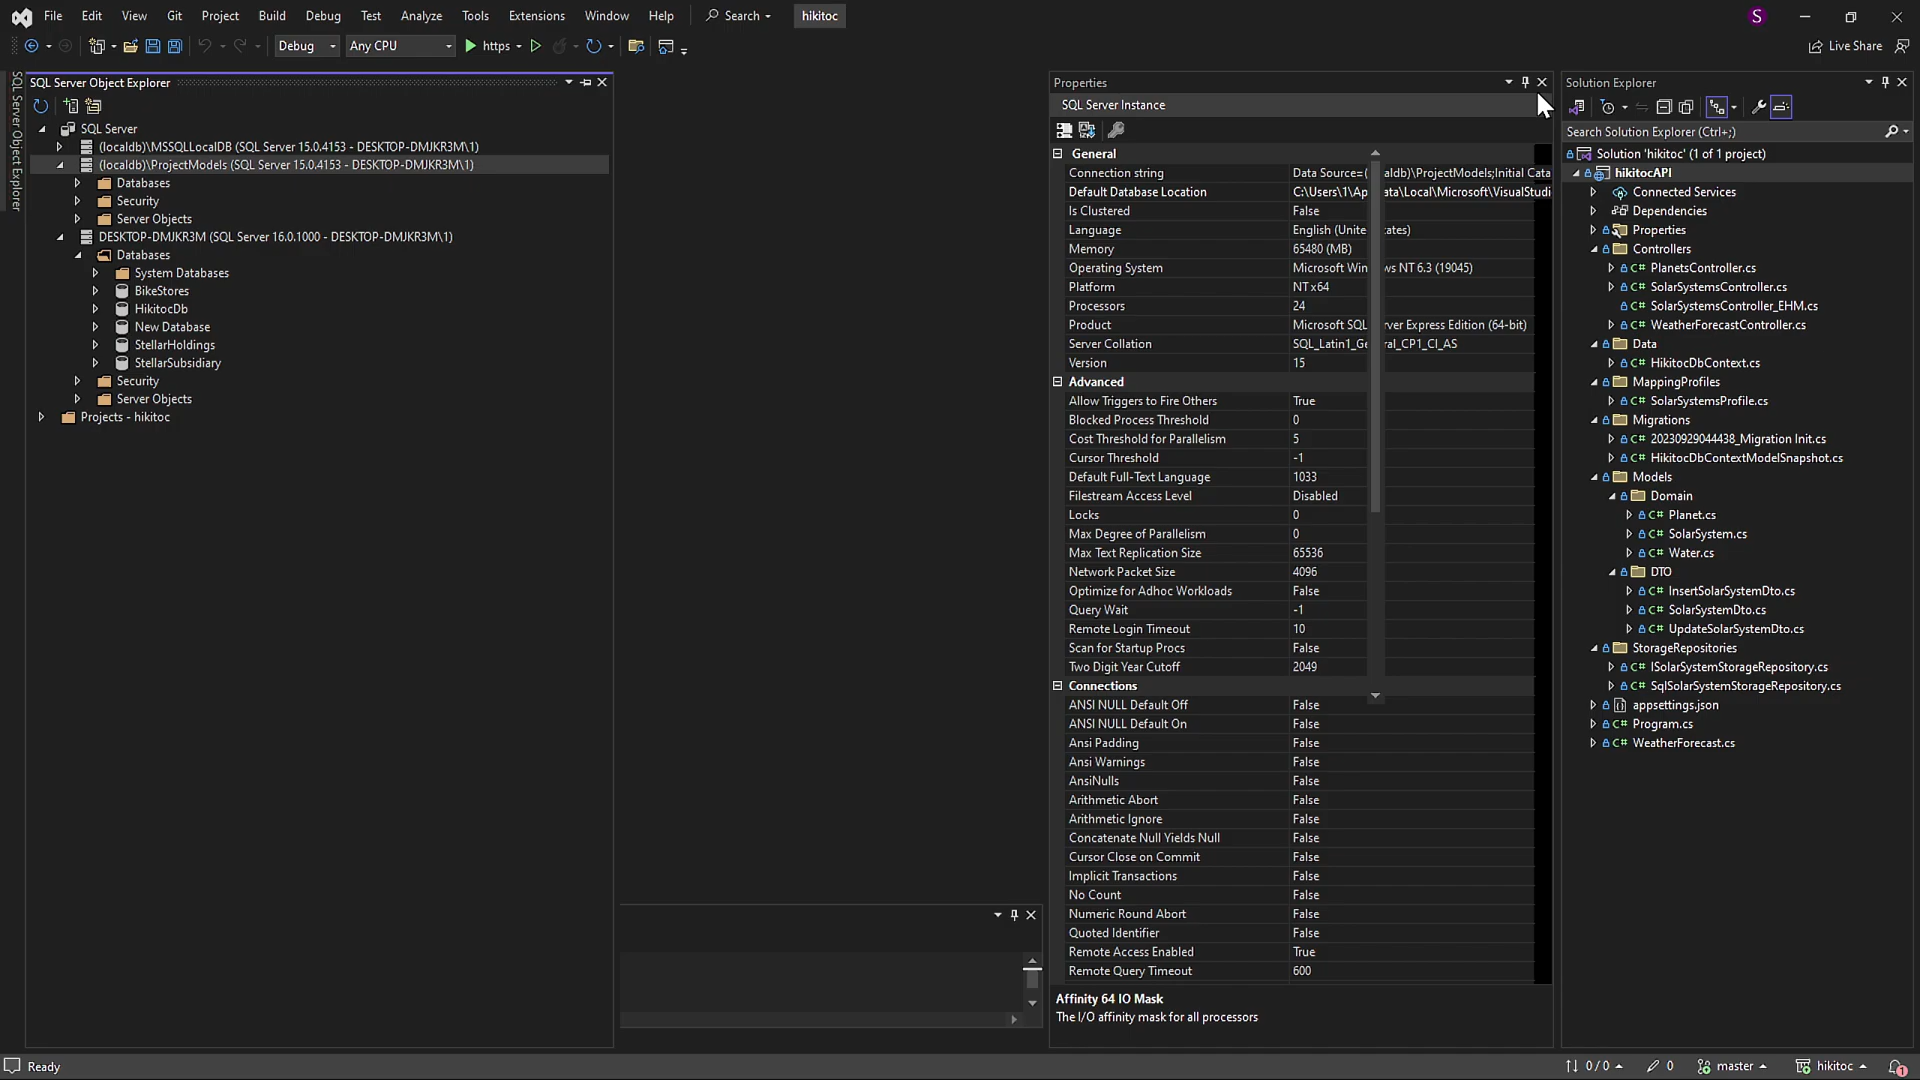 File Edit View Git Project Build Debug Test Analyze Tools Extensions Window Help Search hikitoc S
Debug Any CPU https Live Share
SQL Server Object Explorer
SQL Server Object Explorer
SQL Server
(localdb)\MSSQLLocalDB (SQL Server 15.0.4153 - DESKTOP-DMJKR3M\1)
(localdb)\ProjectModels (SQL Server 15.0.4153 - DESKTOP-DMJKR3M\1)
Databases
Security
Server Objects
DESKTOP-DMJKR3M (SQL Server 16.0.1000 - DESKTOP-DMJKR3M\1)
Databases
System Databases
BikeStores
HikitocDb
New Database
StellarHoldings
StellarSubsidiary
Security
Server Objects
Projects - hikitoc
Properties
SQL Server Instance
General
Connection string Data Source=( aldb)\ProjectModels;Initial Cata
Default Database Location C:\Users\1\Ap ata\Local\Microsoft\VisualStudi
Is Clustered False
Language English (Unite tates)
Memory 65480 (MB)
Operating System Microsoft Win ws NT 6.3 (19045)
Platform NT x64
Processors 24
Product Microsoft SQL rver Express Edition (64-bit)
Server Collation SQL_Latin1_Ge ral_CP1_CI_AS
Version 15
Advanced
Allow Triggers to Fire Others True
Blocked Process Threshold 0
Cost Threshold for Parallelism 5
Cursor Threshold -1
Default Full-Text Language 1033
Filestream Access Level Disabled
Locks 0
Max Degree of Parallelism 0
Max Text Replication Size 65536
Network Packet Size 4096
Optimize for Adhoc Workloads False
Query Wait -1
Remote Login Timeout 10
Scan for Startup Procs False
Two Digit Year Cutoff 2049
Connections
ANSI NULL Default Off False
ANSI NULL Default On False
Ansi Padding False
Ansi Warnings False
AnsiNulls False
Arithmetic Abort False
Arithmetic Ignore False
Concatenate Null Yields Null False
Cursor Close on Commit False
Implicit Transactions False
No Count False
Numeric Round Abort False
Quoted Identifier False
Remote Access Enabled True
Remote Query Timeout 600
Affinity 64 IO Mask
The I/O affinity mask for all processors
Solution Explorer
Search Solution Explorer (Ctrl+;)
Solution 'hikitoc' (1 of 1 project)
hikitocAPI
Connected Services
Dependencies
Properties
Controllers
C# PlanetsController.cs
C# SolarSystemsController.cs
C# SolarSystemsController_EHM.cs
C# WeatherForecastController.cs
Data
C# HikitocDbContext.cs
MappingProfiles
C# SolarSystemsProfile.cs
Migrations
C# 20230929044438_Migration Init.cs
C# HikitocDbContextModelSnapshot.cs
Models
Domain
C# Planet.cs
C# SolarSystem.cs
C# Water.cs
DTO
C# InsertSolarSystemDto.cs
C# SolarSystemDto.cs
C# UpdateSolarSystemDto.cs
StorageRepositories
C# ISolarSystemStorageRepository.cs
C# SqlSolarSystemStorageRepository.cs
appsettings.json
C# Program.cs
C# WeatherForecast.cs
Ready 0 / 0 0 master hikitoc 1